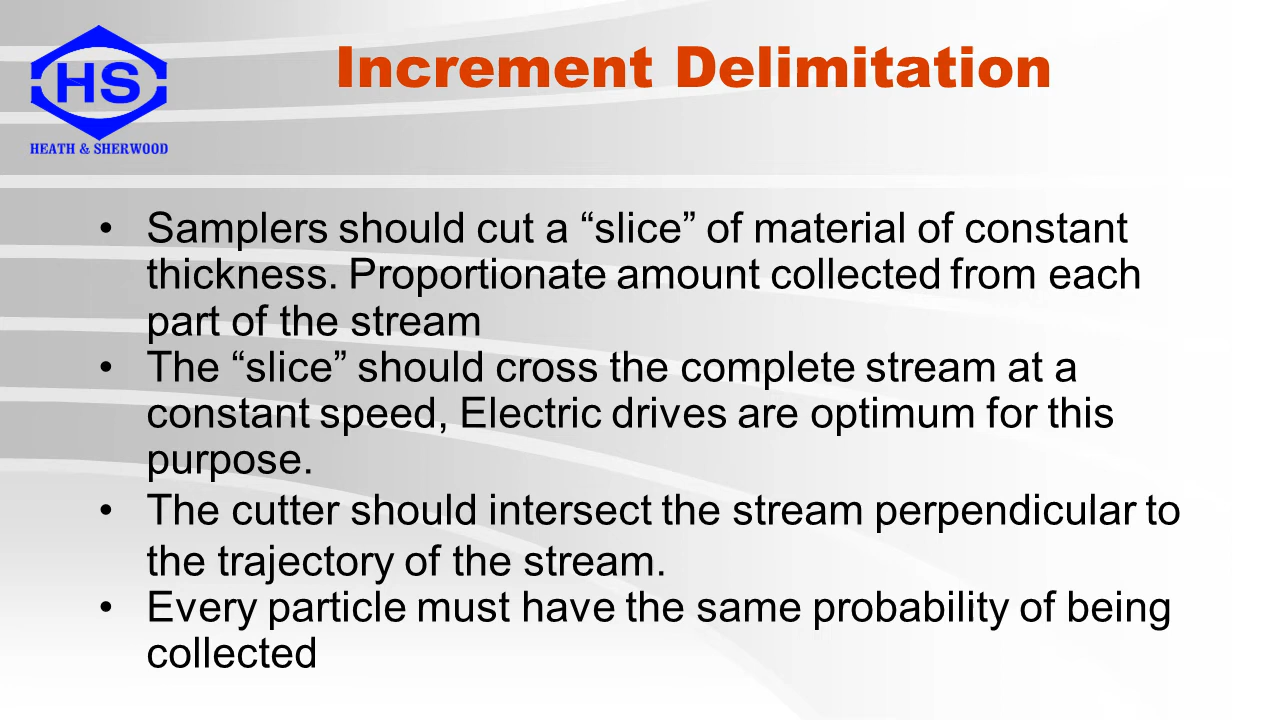 HS
HEATH & SHERWOOD
Increment Delimitation
• Samplers should cut a “slice” of material of constant
thickness. Proportionate amount collected from each
part of the stream
• The “slice” should cross the complete stream at a
constant speed, Electric drives are optimum for this
purpose.
• The cutter should intersect the stream perpendicular to
the trajectory of the stream.
• Every particle must have the same probability of being
collected